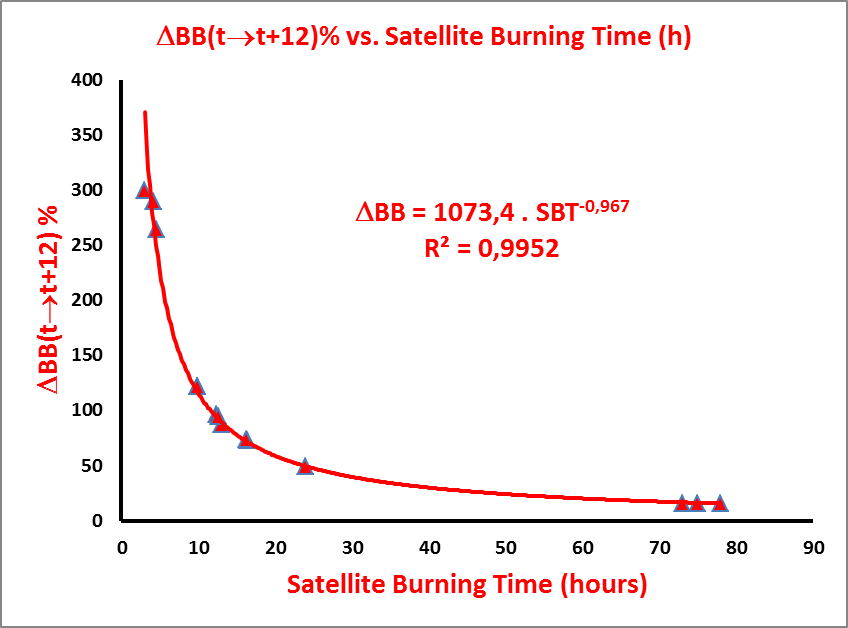 ΔBB(t→t+12)% vs. Satellite Burning Time (h)
400
350
300
250
200
150
100
50
0
ΔBB(t→t+12) %
ΔBB = 1073,4 . SBT⁻⁰,⁹⁶⁷
R² = 0,9952
0 10 20 30 40 50 60 70 80 90
Satellite Burning Time (hours)